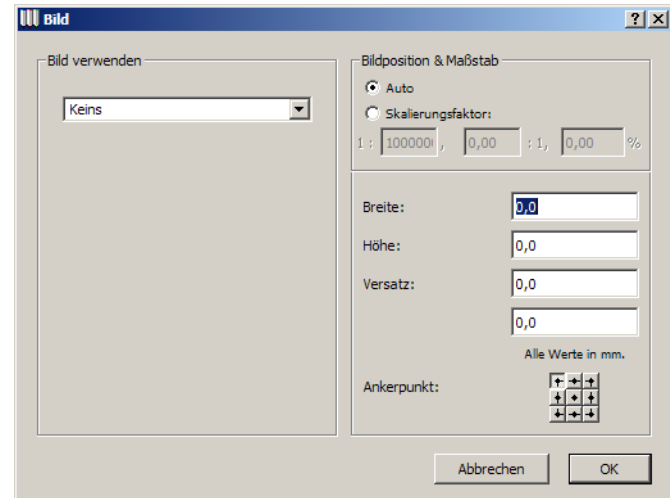 Bild
Bild verwenden
Keins
Bildposition & Maßstab
Auto
Skalierungsfaktor:
1 : 100000 , 0,00 : 1, 0,00 %
Breite: 0,0
Höhe: 0,0
Versatz: 0,0
0,0
Alle Werte in mm.
Ankerpunkt:
Abbrechen OK